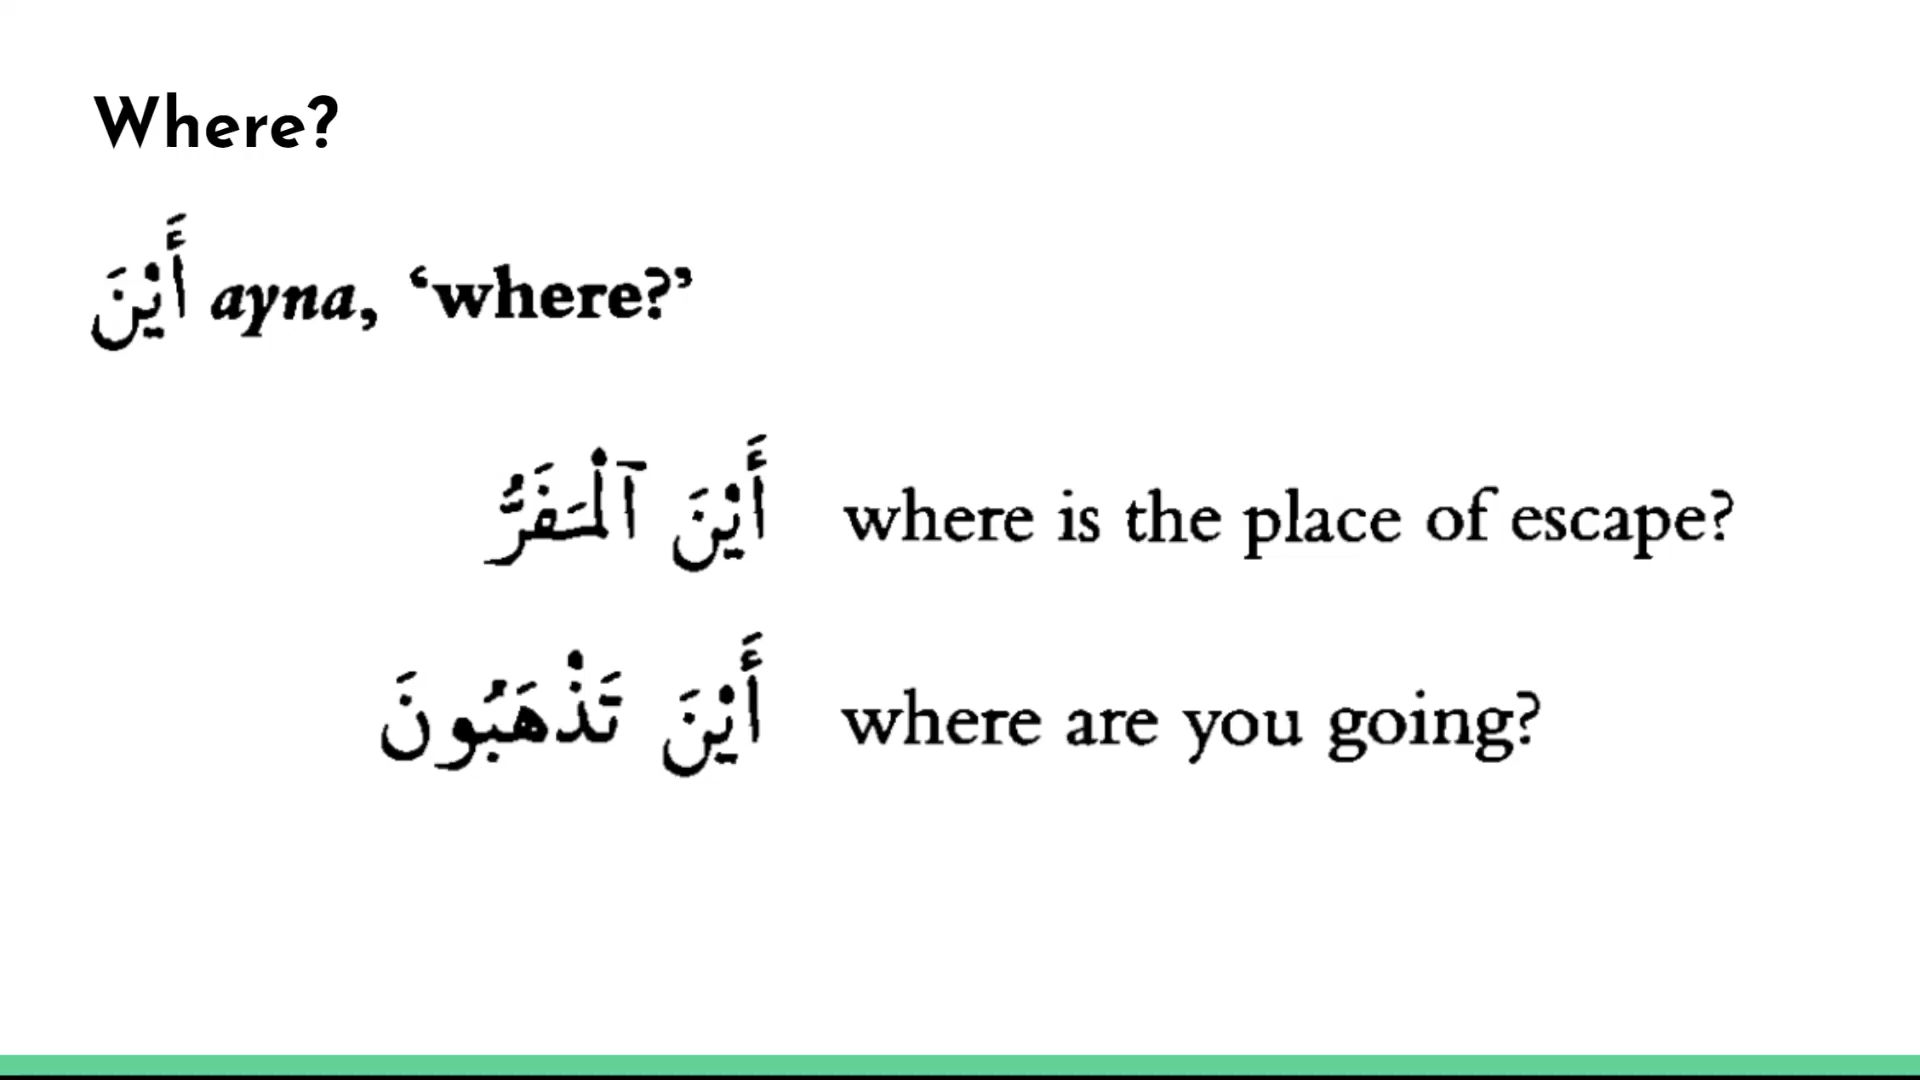 Where?
أَيْنَ ayna, ‘where?’
أَيْنَ ٱلْمَفَرُّ where is the place of escape?
أَيْنَ تَذْهَبُونَ where are you going?